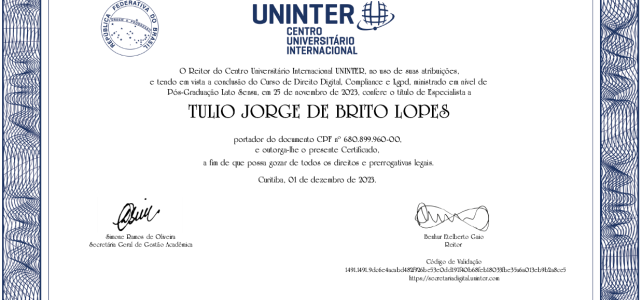 REPÚBLICA FEDERATIVA DO BRASIL
UNINTER
CENTRO
UNIVERSITÁRIO
INTERNACIONAL
O Reitor do Centro Universitário Internacional UNINTER, no uso de suas atribuições,
e tendo em vista a conclusão do Curso de Direito Digital, Compliance e Lgpd, ministrado em nível de
Pós-Graduação Lato Sensu, em 25 de novembro de 2023, confere o título de Especialista a
TULIO JORGE DE BRITO LOPES
portador do documento CPF nº 680.899.960-00,
e outorga-lhe o presente Certificado,
a fim de que possa gozar de todos os direitos e prerrogativas legais.
Curitiba, 01 de dezembro de 2023.
Simone Ramos de Oliveira
Secretária Geral de Gestão Acadêmica
Benhur Etelberto Gaio
Reitor
Código de Validação
https://secretariadigital.uninter.com